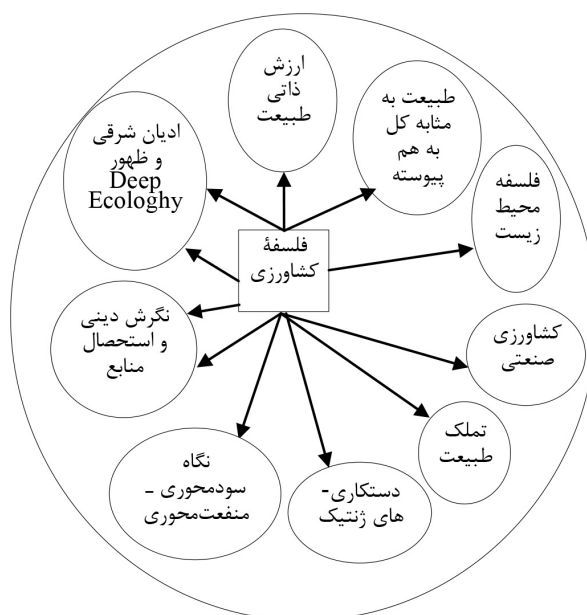 ارزش
ذاتی
طبیعت
طبیعت به
مثابه کل
به هم
پیوسته
ادیان شرقی
و ظهور
Deep
Ecologhy
فلسفه
محیط
زیست
فلسفۀ
کشاورزی
نگرش دینی
و استحصال
منابع
کشاورزی
صنعتی
تملک
طبیعت
نگاه
سودمحوری –
منفعت‌محوری
دستکاری-
های ژنتیک